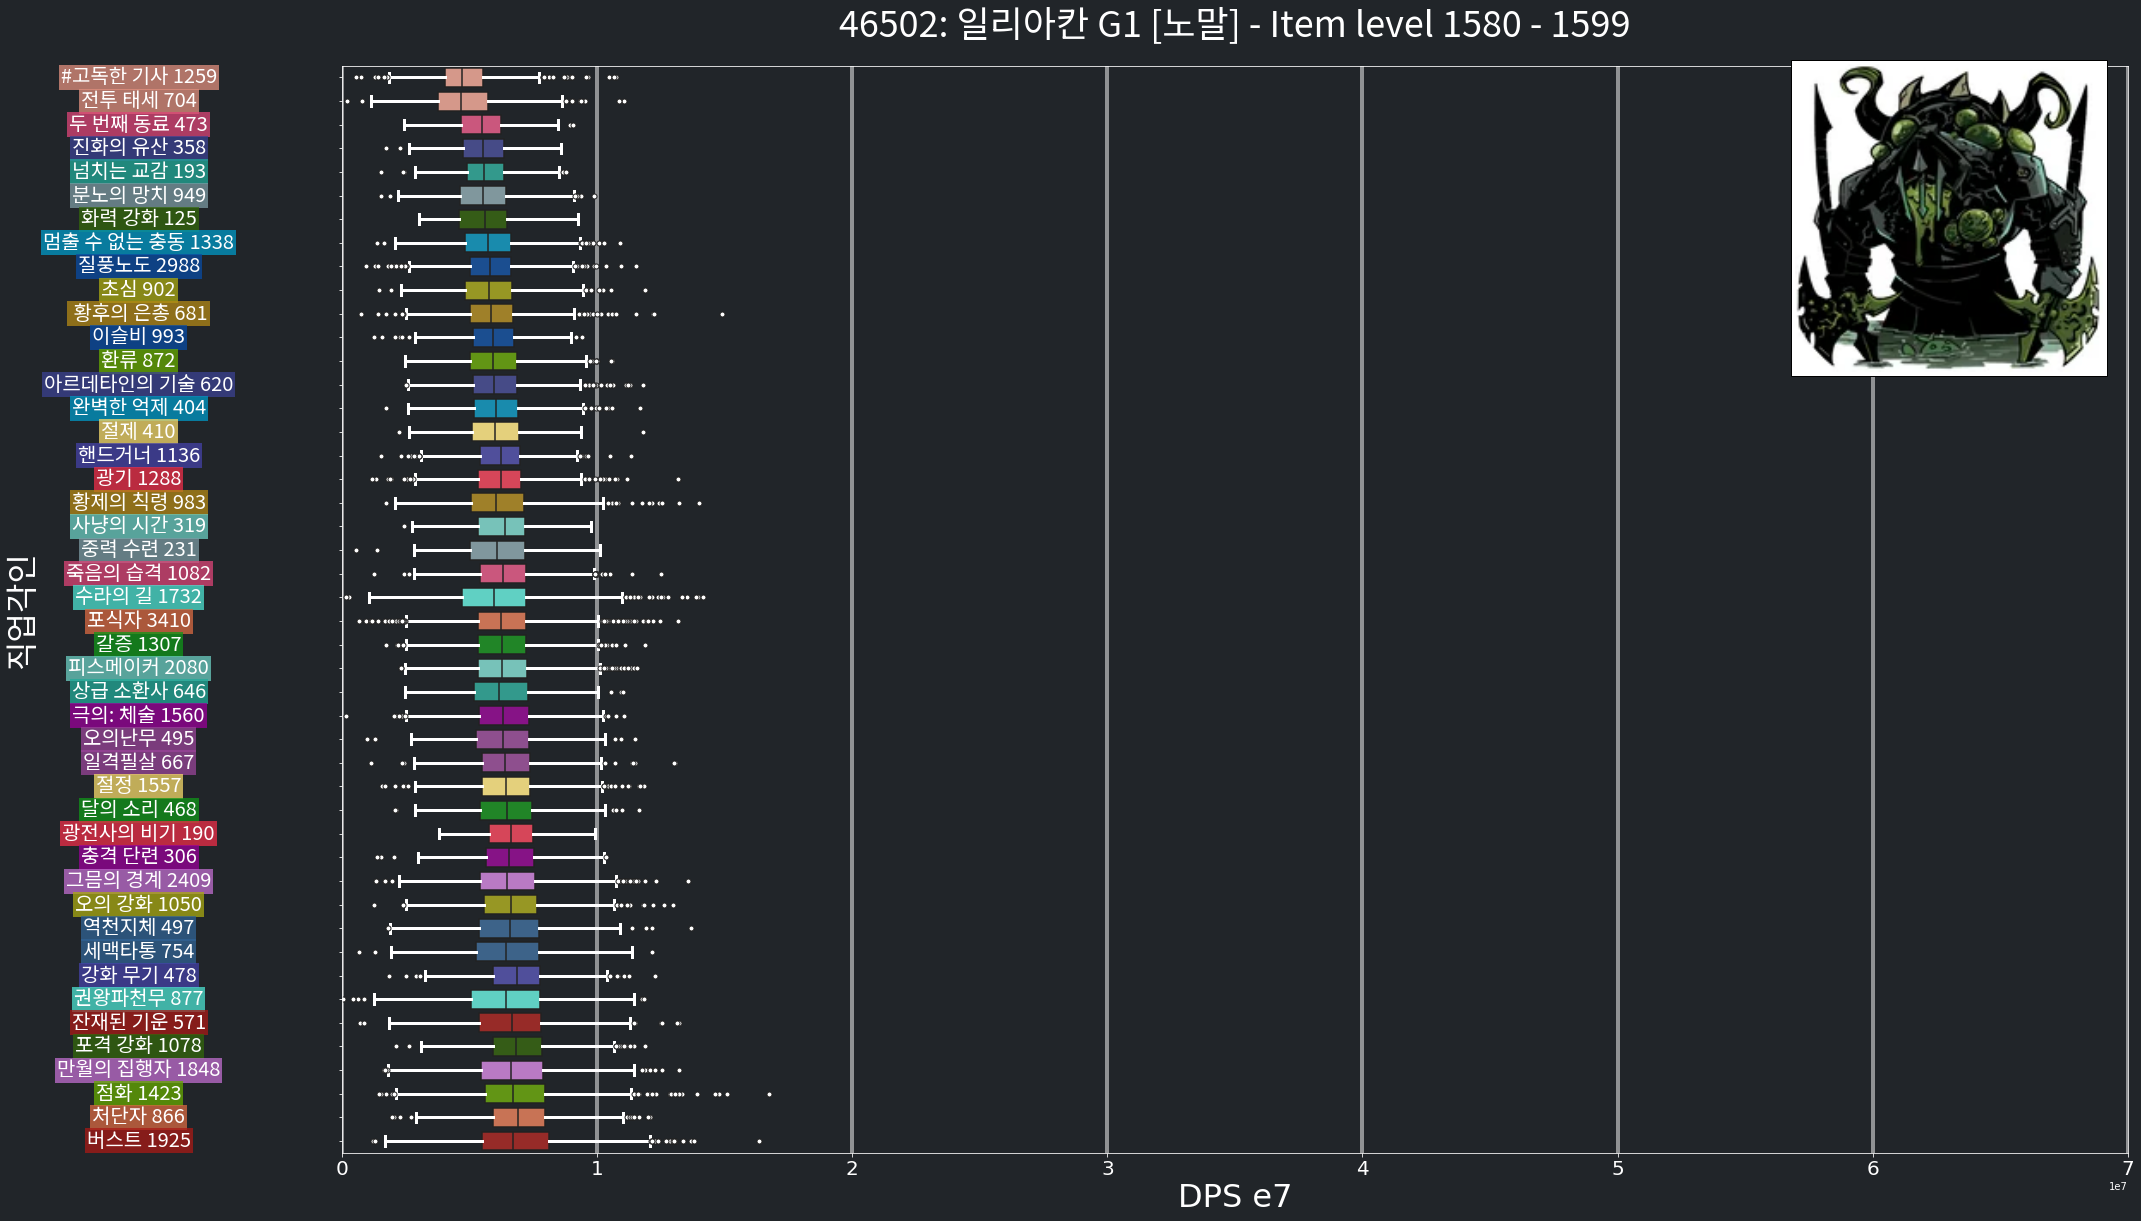 46502: 일리아칸 G1 [노말] - Item level 1580 - 1599
#고독한 기사 1259
전투 태세 704
두 번째 동료 473
진화의 유산 358
넘치는 교감 193
분노의 망치 949
화력 강화 125
멈출 수 없는 충동 1338
질풍노도 2988
초심 902
황후의 은총 681
이슬비 993
환류 872
아르데타인의 기술 620
완벽한 억제 404
절제 410
핸드거너 1136
광기 1288
황제의 칙령 983
사냥의 시간 319
중력 수련 231
죽음의 습격 1082
수라의 길 1732
포식자 3410
갈증 1307
피스메이커 2080
상급 소환사 646
극의: 체술 1560
오의난무 495
일격필살 667
절정 1557
달의 소리 468
광전사의 비기 190
충격 단련 306
그믐의 경계 2409
오의 강화 1050
역천지체 497
세맥타통 754
강화 무기 478
권왕파천무 877
잔재된 기운 571
포격 강화 1078
만월의 집행자 1848
점화 1423
처단자 866
버스트 1925
직업각인
0 1 2 3 4 5 6 7
1e7
DPS e7